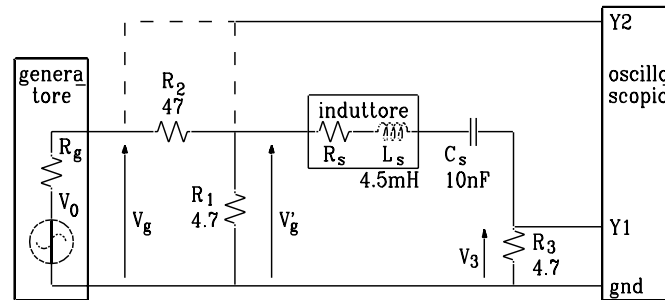 Y2
genera
tore
oscillo
scopio
R2
47
induttore
Rg
Rs
Ls
4.5mH
Cs
10nF
V0
R1
4.7
Vg
V'g
V3
R3
4.7
Y1
gnd